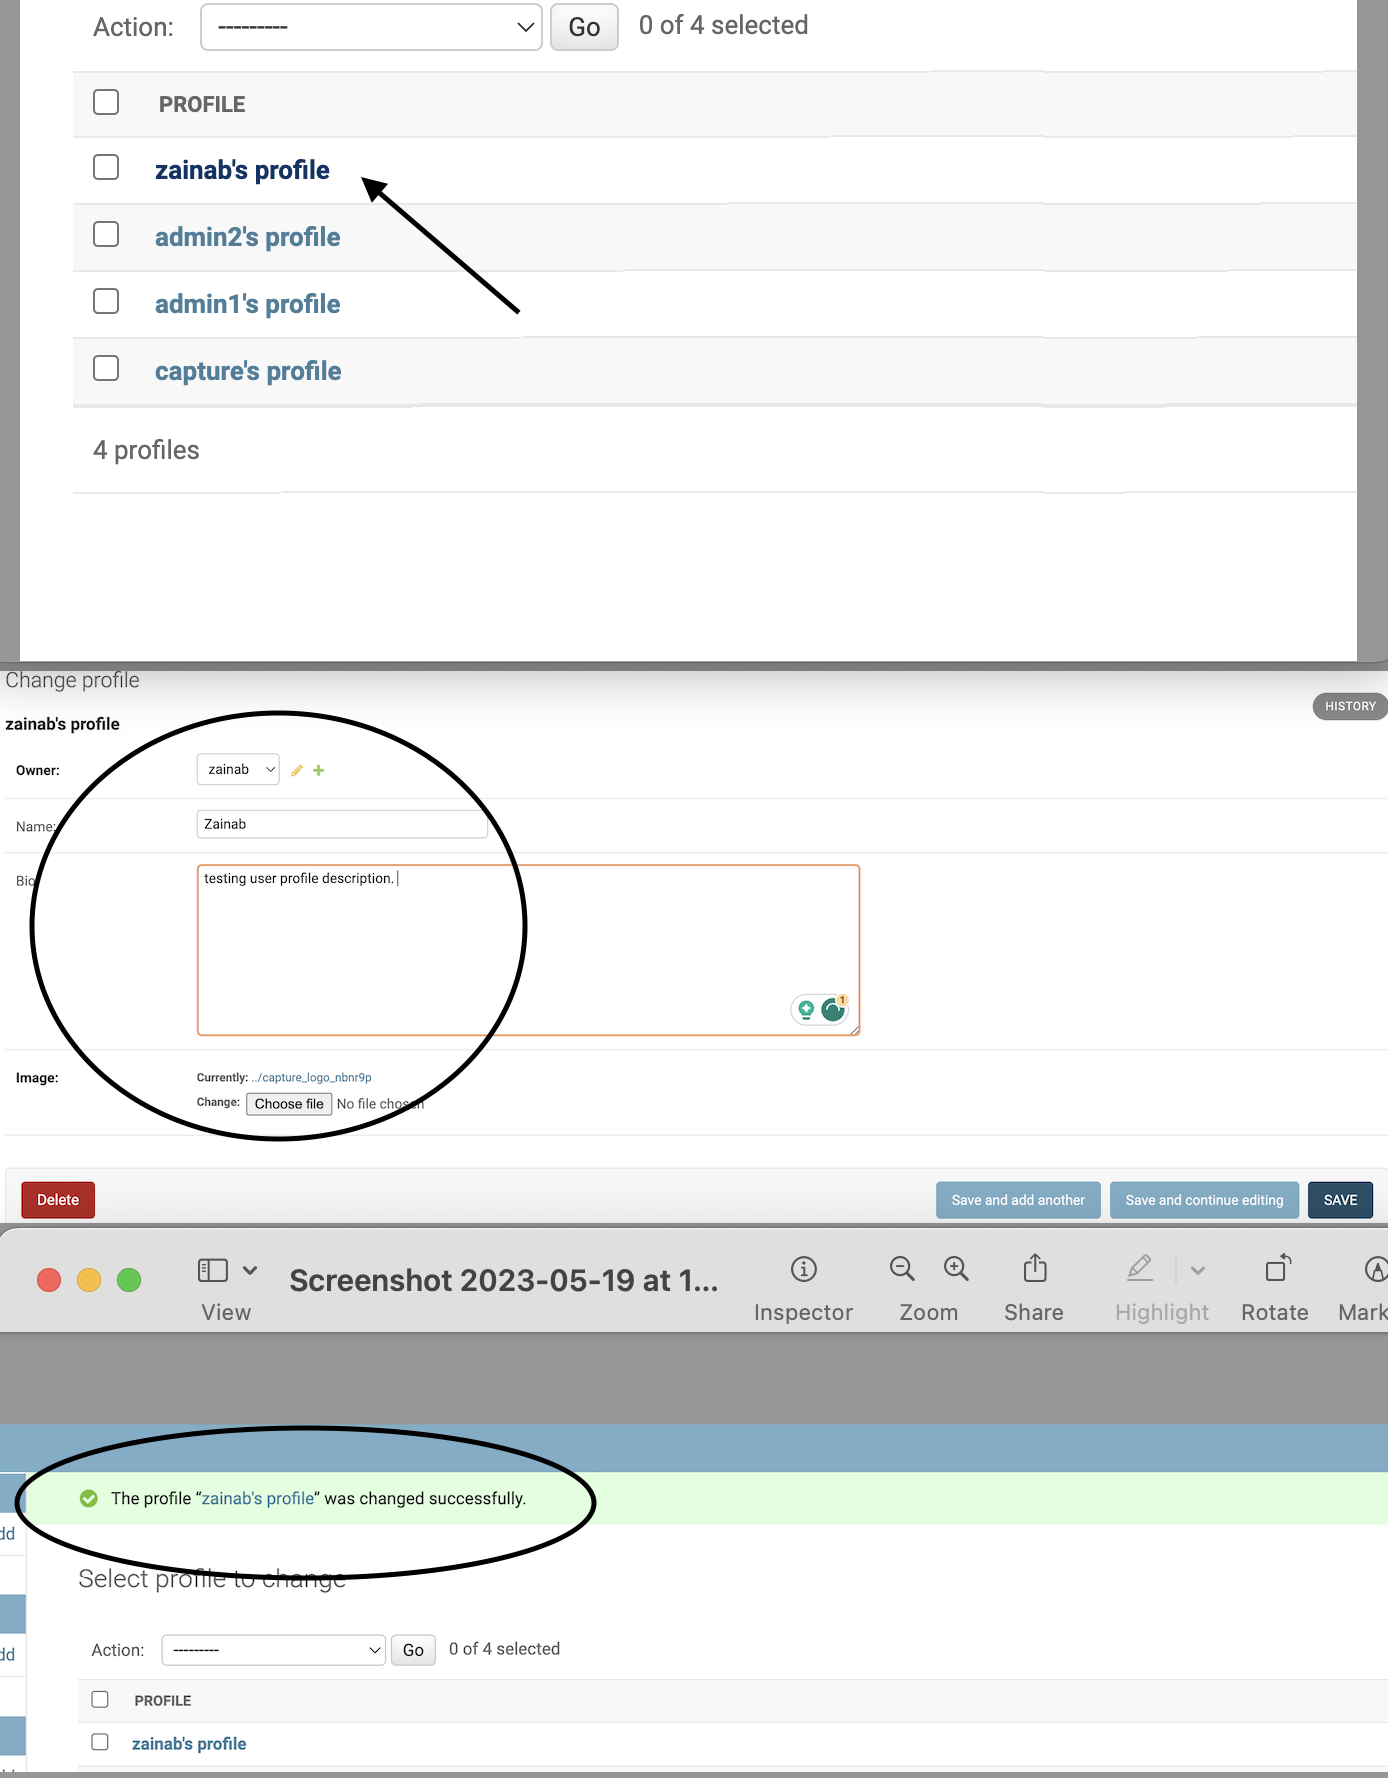 Action: --------- Go 0 of 4 selected
PROFILE
zainab's profile
admin2's profile
admin1's profile
capture's profile
4 profiles
Change profile
HISTORY
zainab's profile
Owner: zainab
Name: Zainab
Bio testing user profile description.
1
Image: Currently: ../capture_logo_nbnr9p
Change: Choose file No file chosen
Delete Save and add another Save and continue editing SAVE
Screenshot 2023-05-19 at 1...
View Inspector Zoom Share Highlight Rotate Mark
The profile “zainab's profile” was changed successfully.
dd
Select profile to change
Action: --------- Go 0 of 4 selected
dd
PROFILE
zainab's profile